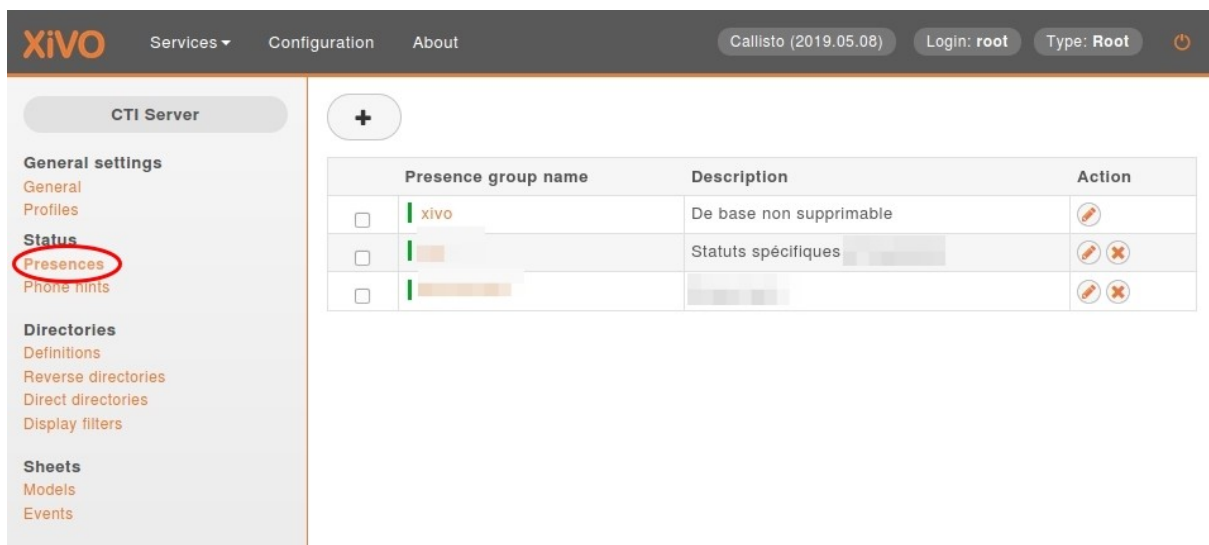 XiVO Services Configuration About Callisto (2019.05.08) Login: root Type: Root
CTI Server
General settings
General
Profiles
Status
Presences
Phone hints
Directories
Definitions
Reverse directories
Direct directories
Display filters
Sheets
Models
Events
+
Presence group name Description Action
xivo De base non supprimable
Statuts spécifiques